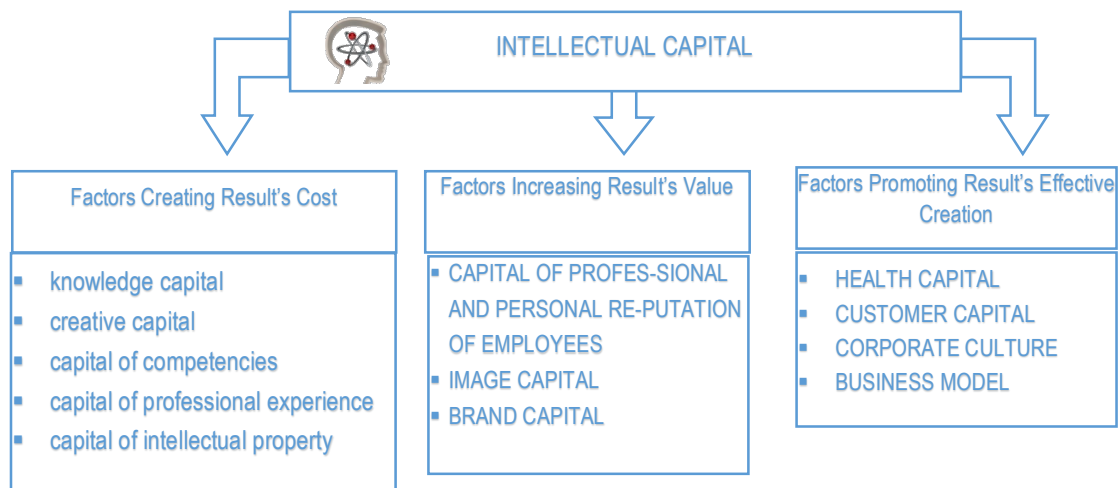 INTELLECTUAL CAPITAL
Factors Creating Result's Cost
▪ knowledge capital
▪ creative capital
▪ capital of competencies
▪ capital of professional experience
▪ capital of intellectual property
Factors Increasing Result's Value
▪ CAPITAL OF PROFES-SIONAL
AND PERSONAL RE-PUTATION
OF EMPLOYEES
▪ IMAGE CAPITAL
▪ BRAND CAPITAL
Factors Promoting Result's Effective
Creation
▪ HEALTH CAPITAL
▪ CUSTOMER CAPITAL
▪ CORPORATE CULTURE
▪ BUSINESS MODEL